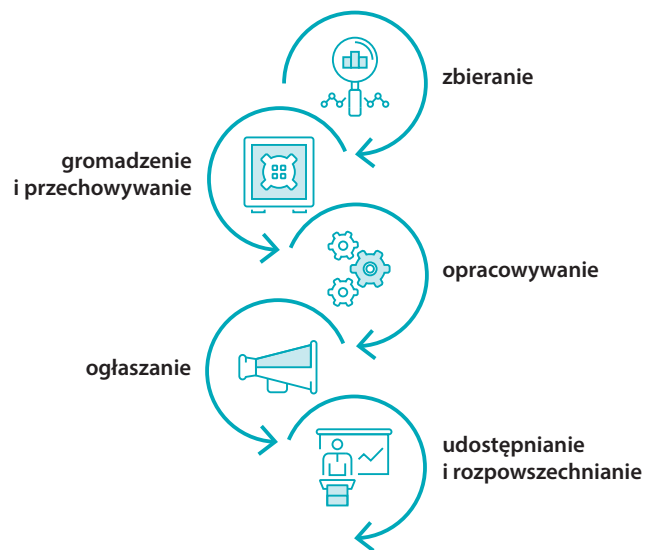 zbieranie
gromadzenie
i przechowywanie
opracowywanie
ogłaszanie
udostępnianie
i rozpowszechnianie